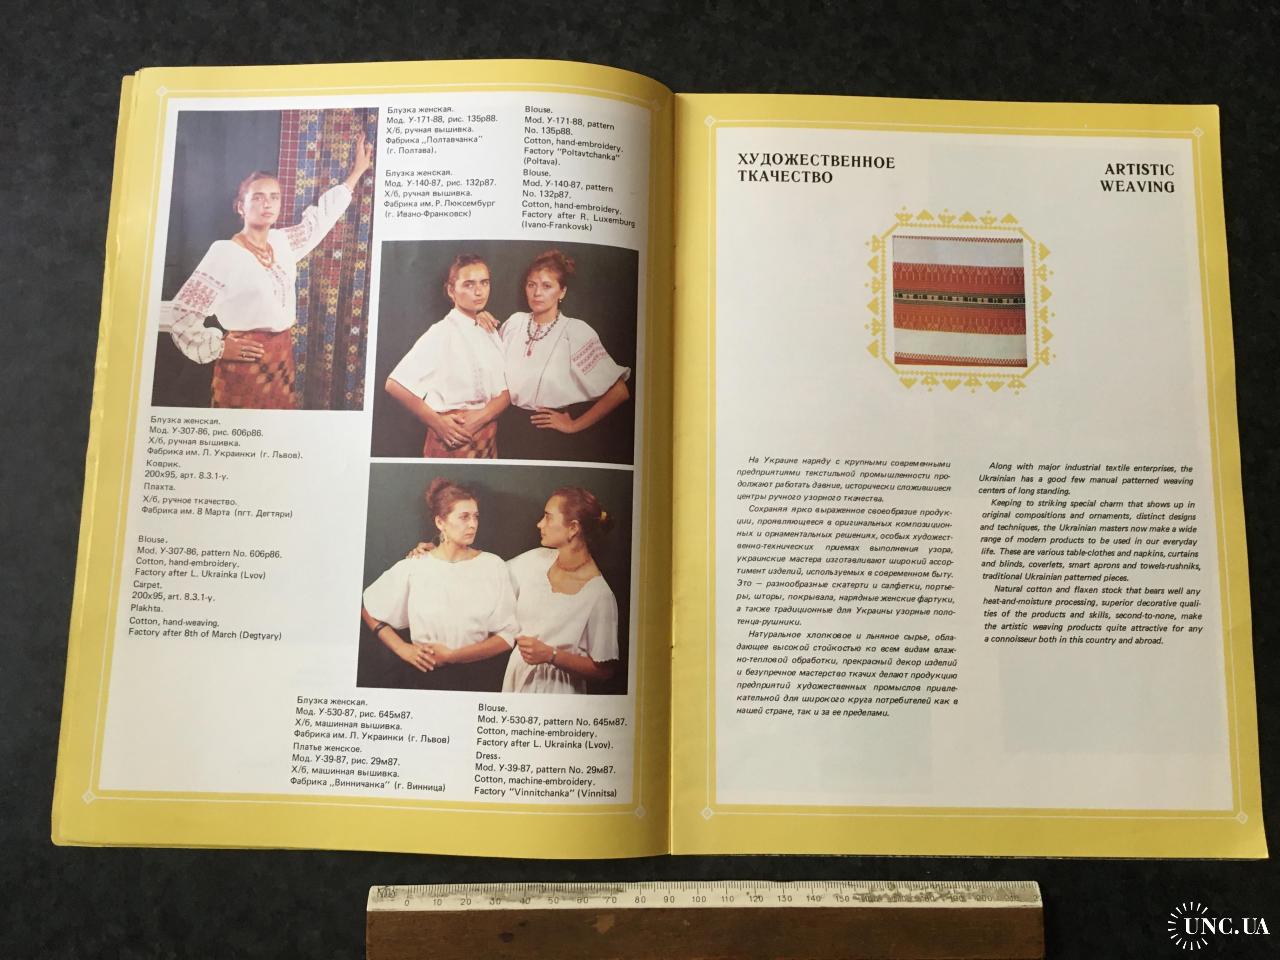 Блузка женская.
Мод. У-171-88, рис. 135р88.
Х/б, ручная вышивка.
Фабрика „Полтавчанка"
(г. Полтава).
Блузка женская.
Мод. У-140-87, рис. 132р87.
Х/б, ручная вышивка.
Фабрика им. Р. Люксембург
(г. Ивано-Франковск)
Blouse.
Mod. У-171-88, pattern
No. 135р88.
Cotton, hand-embroidery.
Factory "Poltavtchanka"
(Poltava).
Blouse.
Mod. У-140-87, pattern
No. 132р87.
Cotton, hand-embroidery.
Factory after R. Luxemburg
(Ivano-Frankovsk)
Блузка женская.
Мод. У-307-86, рис. 606р86.
Х/б, ручная вышивка.
Фабрика им. Л. Украинки (г. Львов).
Коврик.
200х95, арт. 8.3.1-у.
Плахта.
Х/б, ручное ткачество.
Фабрика им. 8 Марта (пгт. Дегтяри)
Blouse.
Mod. У-307-86, pattern No. 606р86.
Cotton, hand-embroidery.
Factory after L. Ukrainka (Lvov)
Carpet.
200х95, art. 8.3.1-у.
Plakhta.
Cotton, hand-weaving.
Factory after 8th of March (Degtyary)
Блузка женская.
Мод. У-530-87, рис. 645м87.
Х/б, машинная вышивка.
Фабрика им. Л. Украинки (г. Львов)
Платье женское.
Мод. У-39-87, рис. 29м87.
Х/б, машинная вышивка.
Фабрика „Винничанка" (г. Винница)
Blouse.
Mod. У-530-87, pattern No. 645м87.
Cotton, machine-embroidery.
Factory after L. Ukrainka (Lvov).
Dress.
Mod. У-39-87, pattern No. 29м87.
Cotton, machine-embroidery.
Factory "Vinnitchanka" (Vinnitsa)
ХУДОЖЕСТВЕННОЕ
ТКАЧЕСТВО
ARTISTIC
WEAVING
На Украине наряду с крупными современными
предприятиями текстильной промышленности про-
должают работать давние, исторически сложившиеся
центры ручного узорного ткачества.
Сохраняя ярко выраженное своеобразие продук-
ции, проявляющееся в оригинальных композицион-
ных и орнаментальных решениях, особых художест-
венно-технических приемах выполнения узора,
украинские мастера изготавливают широкий ассор-
тимент изделий, используемых в современном быту.
Это — разнообразные скатерти и салфетки, портье-
ры, шторы, покрывала, нарядные женские фартуки,
а также традиционные для Украины узорные поло-
тенца-рушники.
Натуральное хлопковое и льняное сырье, обла-
дающее высокой стойкостью ко всем видам влаж-
но-тепловой обработки, прекрасный декор изделий
и безупречное мастерство ткачих делают продукцию
предприятий художественных промыслов привле-
кательной для широкого круга потребителей как в
нашей стране, так и за ее пределами.
Along with major industrial textile enterprises, the
Ukrainian has a good few manual patterned weaving
centers of long standing.
Keeping to striking special charm that shows up in
original compositions and ornaments, distinct designs
and techniques, the Ukrainian masters now make a wide
range of modern products to be used in our everyday
life. These are various table-clothes and napkins, curtains
and blinds, coverlets, smart aprons and towels-rushniks,
traditional Ukrainian patterned pieces.
Natural cotton and flaxen stock that bears well any
heat-and-moisture processing, superior decorative quali-
ties of the products and skills, second-to-none, make
the artistic weaving products quite attractive for any
a connoisseur both in this country and abroad.
0 10 20 30 40 50 60 70 80 90 100 110 120 130 140 150
UNC.UA